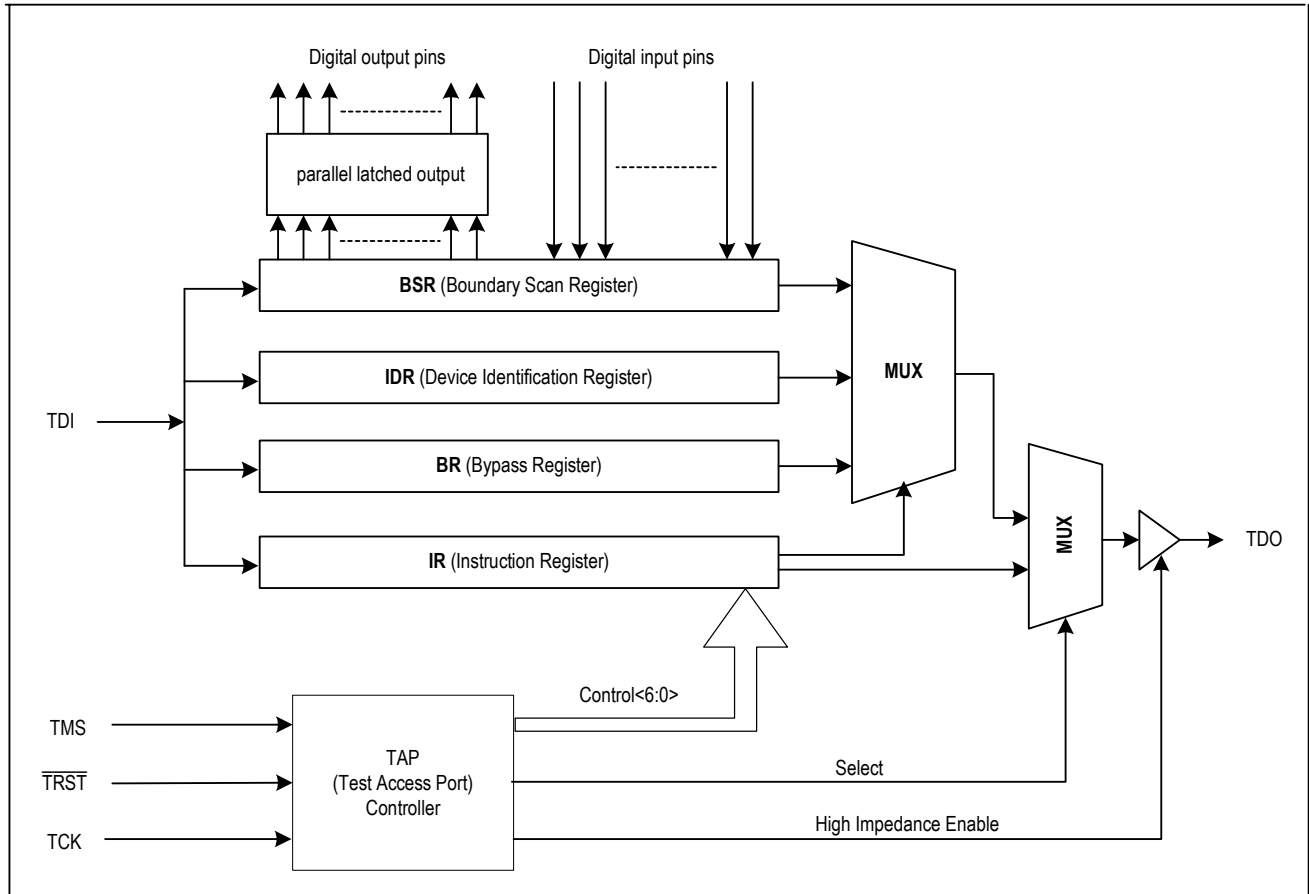 Digital output pins
Digital input pins
parallel latched output
BSR (Boundary Scan Register)
IDR (Device Identification Register)
MUX
TDI
BR (Bypass Register)
IR (Instruction Register)
MUX
TDO
Control<6:0>
TMS
TAP
(Test Access Port)
Controller
T̅R̅S̅T̅
Select
TCK
High Impedance Enable